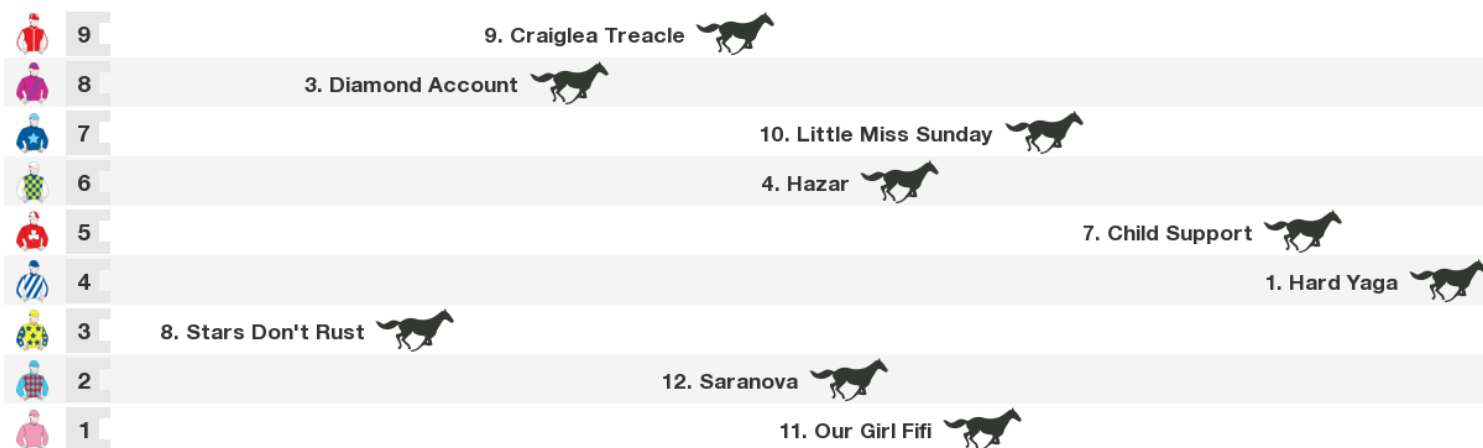 9 9. Craiglea Treacle
8 3. Diamond Account
7 10. Little Miss Sunday
6 4. Hazar
5 7. Child Support
4 1. Hard Yaga
3 8. Stars Don't Rust
2 12. Saranova
1 11. Our Girl Fifi